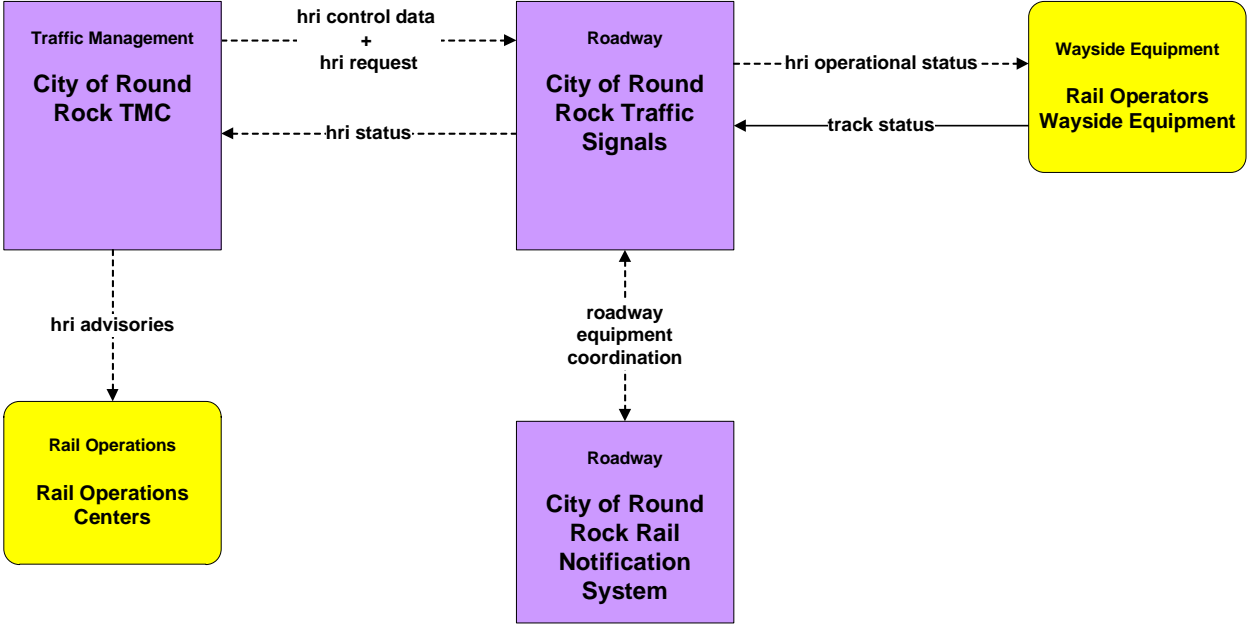 Traffic Management
City of Round
Rock TMC
hri control data
+
hri request
hri status
Roadway
City of Round
Rock Traffic
Signals
hri operational status
track status
Wayside Equipment
Rail Operators
Wayside Equipment
hri advisories
roadway
equipment
coordination
Rail Operations
Rail Operations
Centers
Roadway
City of Round
Rock Rail
Notification
System